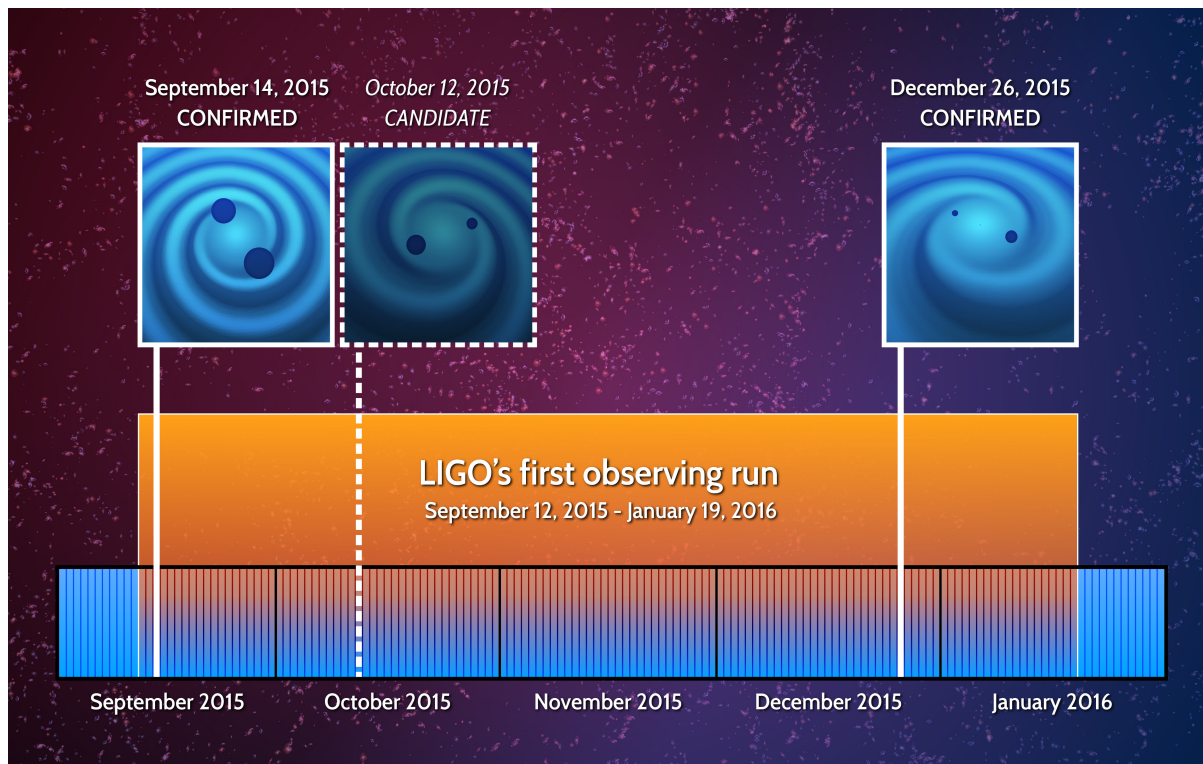 September 14, 2015
CONFIRMED
October 12, 2015
CANDIDATE
December 26, 2015
CONFIRMED
LIGO’s first observing run
September 12, 2015 - January 19, 2016
September 2015
October 2015
November 2015
December 2015
January 2016